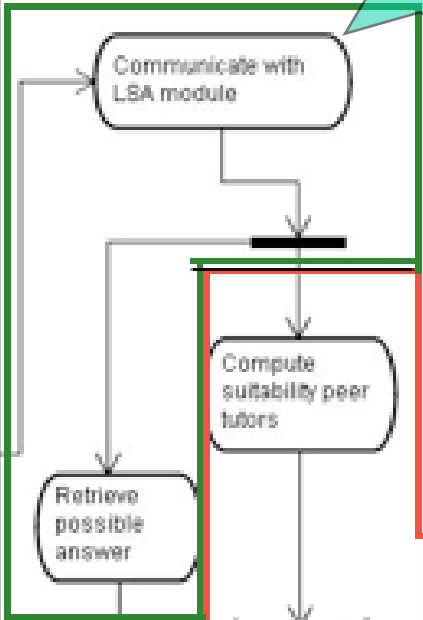 Communicate with
LSA module
Compute
suitability peer
tutors
Retrieve
possible
answer